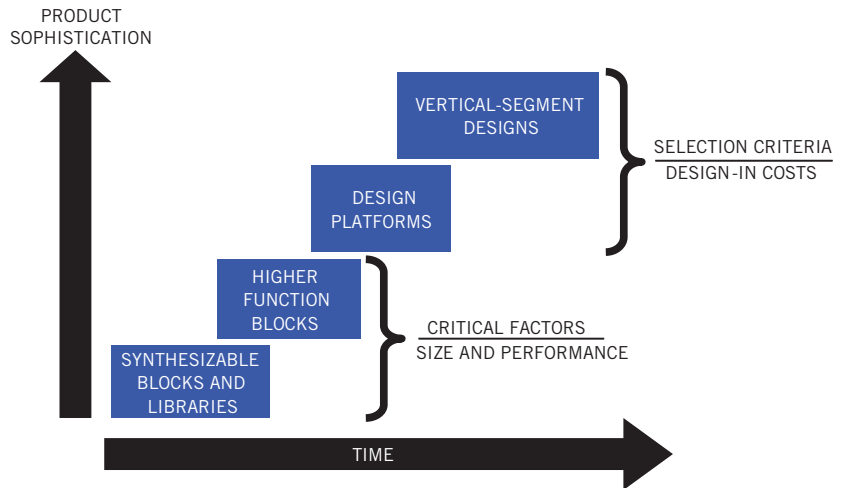 PRODUCT
SOPHISTICATION
VERTICAL-SEGMENT
DESIGNS
SELECTION CRITERIA
DESIGN-IN COSTS
DESIGN
PLATFORMS
HIGHER
FUNCTION
BLOCKS
CRITICAL FACTORS
SIZE AND PERFORMANCE
SYNTHESIZABLE
BLOCKS AND
LIBRARIES
TIME